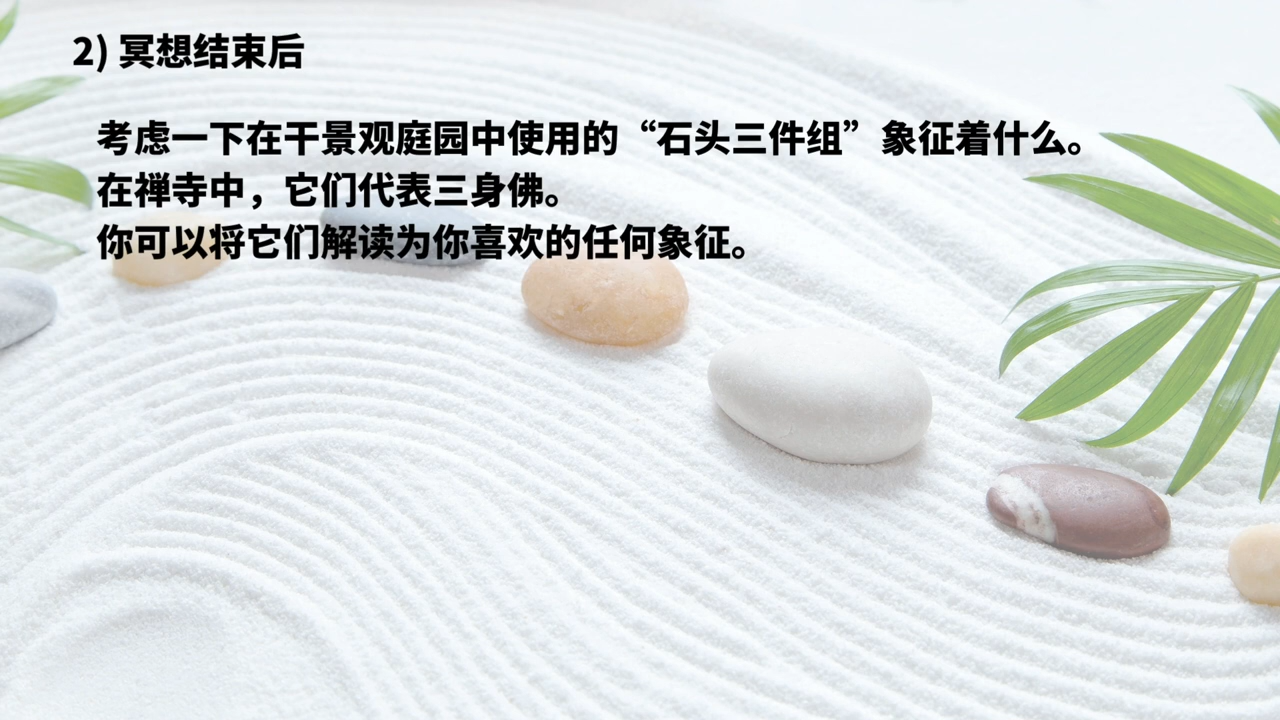 2) 冥想结束后
考虑一下在干景观庭园中使用的“石头三件组”象征着什么。
在禅寺中，它们代表三身佛。
你可以将它们解读为你喜欢的任何象征。